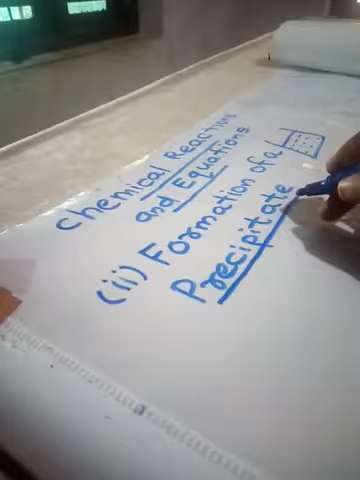 Chemical Reactions
and Equations
(ii) Formation of a
Precipitate